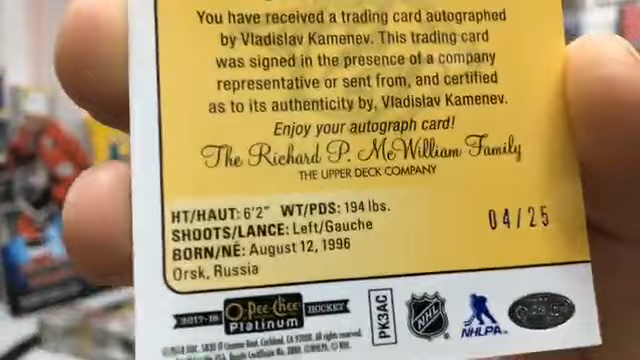 You have received a trading card autographed
by Vladislav Kamenev. This trading card
was signed in the presence of a company
representative or sent from, and certified
as to its authenticity by, Vladislav Kamenev.
Enjoy your autograph card!
The Richard P. McWilliam Family
THE UPPER DECK COMPANY
HT/HAUT: 6'2" WT/PDS: 194 lbs.
SHOOTS/LANCE: Left/Gauche
BORN/NÉ: August 12, 1996
Orsk, Russia
04/25
2017-18 O-Pee-Chee HOCKEY
Platinum
PK3AC
NHL
NHLPA